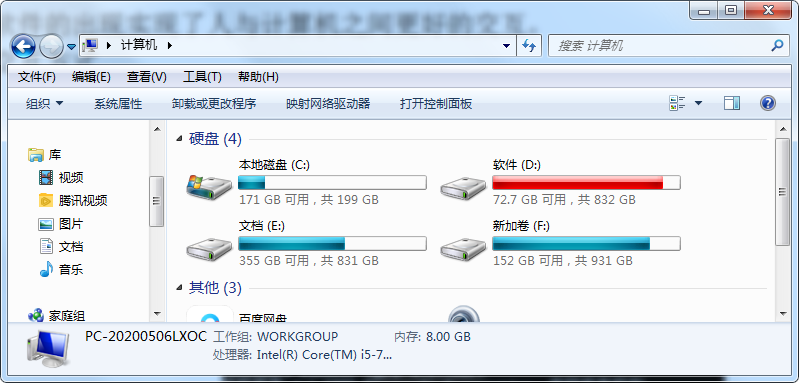 件的出版实现了人与计算机之间更好的交互。
计算机
搜索 计算机
文件(F) 编辑(E) 查看(V) 工具(T) 帮助(H)
组织 系统属性 卸载或更改程序 映射网络驱动器 打开控制面板
硬盘 (4)
库
视频
腾讯视频
图片
文档
音乐
家庭组
本地磁盘 (C:)
171 GB 可用，共 199 GB
软件 (D:)
72.7 GB 可用，共 832 GB
文档 (E:)
355 GB 可用，共 831 GB
新加卷 (F:)
152 GB 可用，共 931 GB
其他 (3)
百度网盘
PC-20200506LXOC 工作组: WORKGROUP 内存: 8.00 GB
处理器: Intel(R) Core(TM) i5-7...